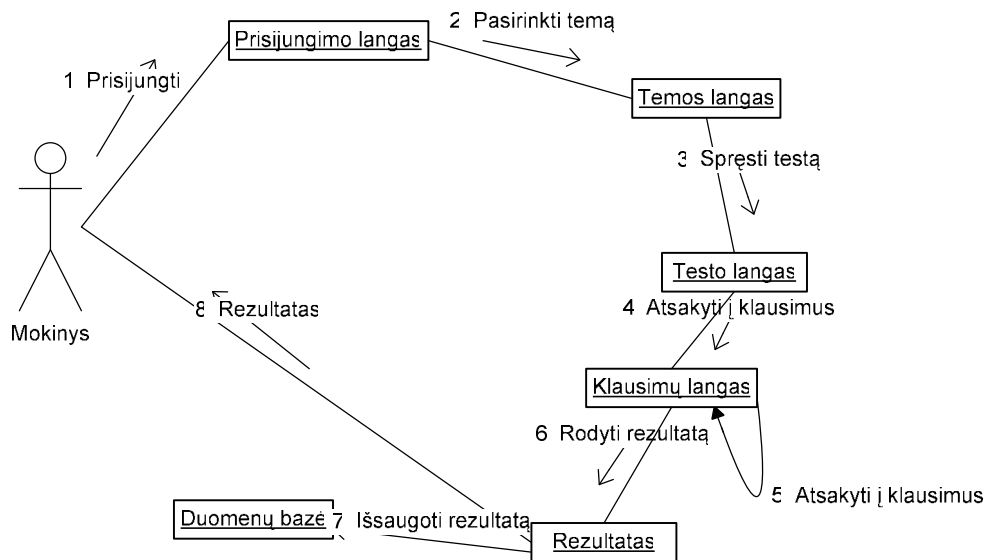 2 Pasirinkti temą
Prisijungimo langas
1 Prisijungti
Temos langas
3 Spręsti testą
Testo langas
4 Atsakyti į klausimus
8 Rezultatas
Mokinys
Klausimų langas
6 Rodyti rezultatą
5 Atsakyti į klausimus
Duomenų bazė
7 Išsaugoti rezultatą
Rezultatas